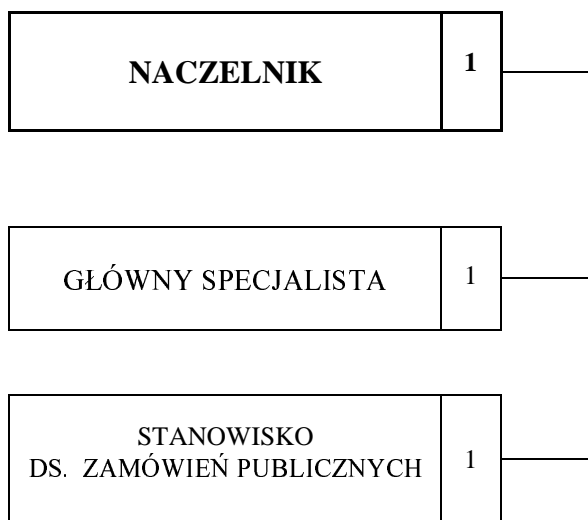 NACZELNIK 1
GŁÓWNY SPECJALISTA 1
STANOWISKO
DS. ZAMÓWIEŃ PUBLICZNYCH 1